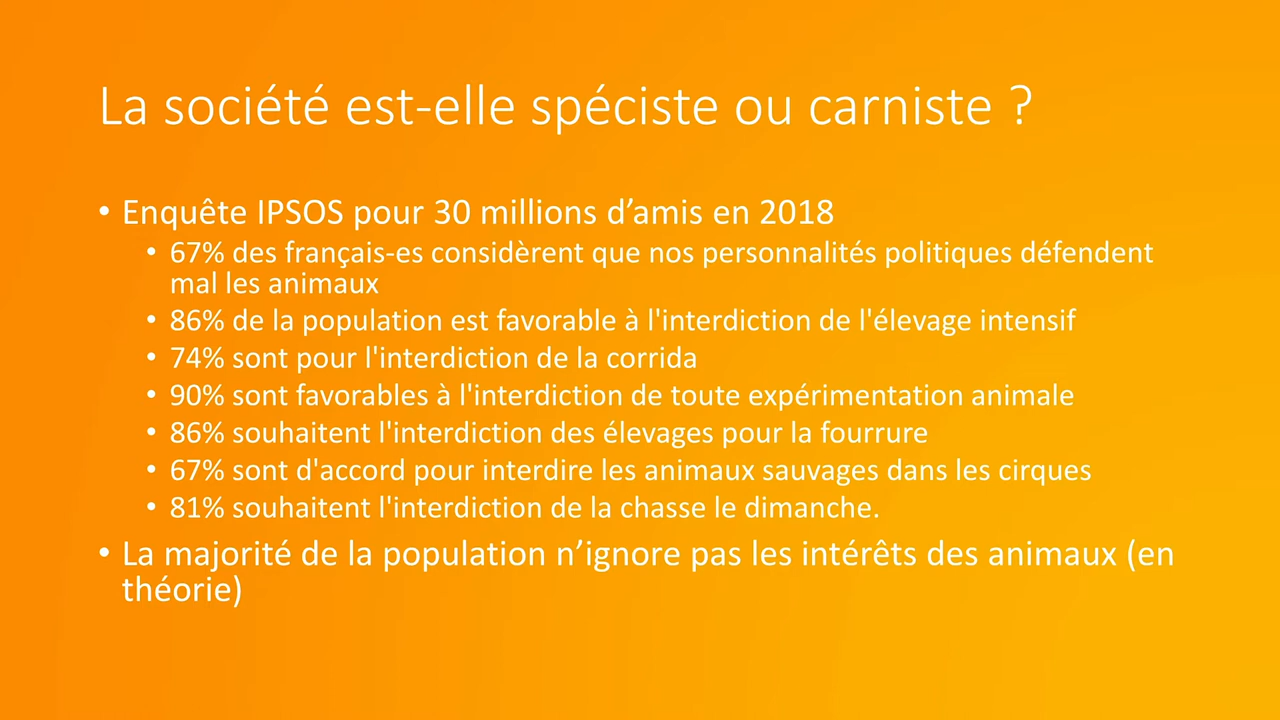 La société est-elle spéciste ou carniste ?
• Enquête IPSOS pour 30 millions d’amis en 2018
• 67% des français-es considèrent que nos personnalités politiques défendent
mal les animaux
• 86% de la population est favorable à l'interdiction de l'élevage intensif
• 74% sont pour l'interdiction de la corrida
• 90% sont favorables à l'interdiction de toute expérimentation animale
• 86% souhaitent l'interdiction des élevages pour la fourrure
• 67% sont d'accord pour interdire les animaux sauvages dans les cirques
• 81% souhaitent l'interdiction de la chasse le dimanche.
• La majorité de la population n’ignore pas les intérêts des animaux (en
théorie)